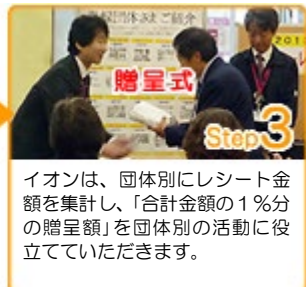 贈呈式
Step3
イオンは、団体別にレシート金
額を集計し、「合計金額の1%分
の贈呈額」を団体別の活動に役
立てていただきます。